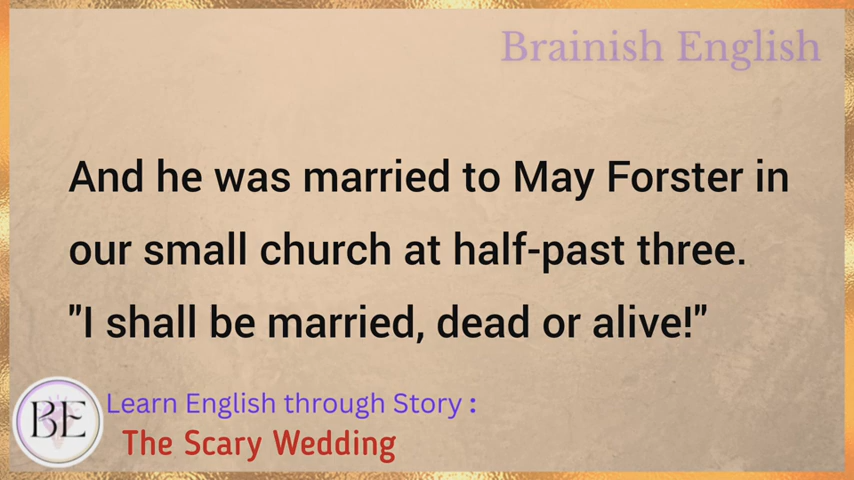 Brainish English
And he was married to May Forster in
our small church at half-past three.
"I shall be married, dead or alive!"
BE
Learn English through Story :
The Scary Wedding